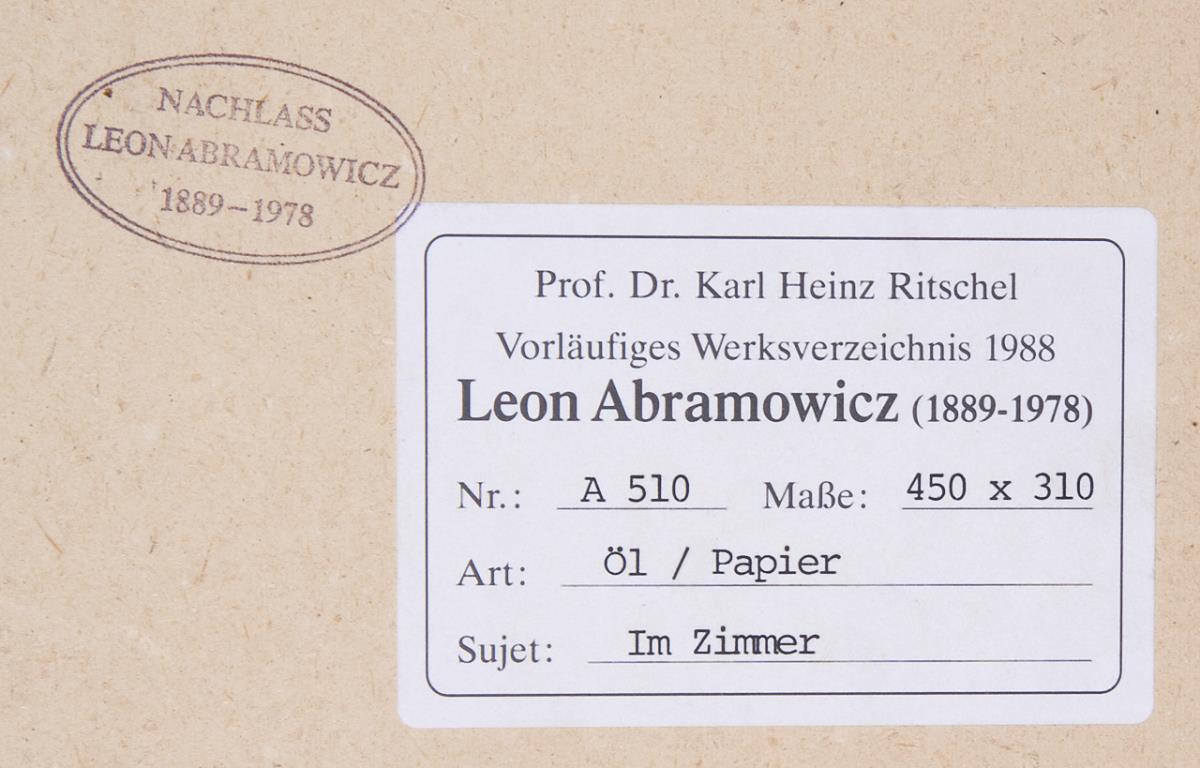 NACHLASS
LEON ABRAMOWICZ
1889–1978
Prof. Dr. Karl Heinz Ritschel
Vorläufiges Werksverzeichnis 1988
Leon Abramowicz (1889-1978)
Nr.: A 510 Maße: 450 x 310
Art: Öl / Papier
Sujet: Im Zimmer